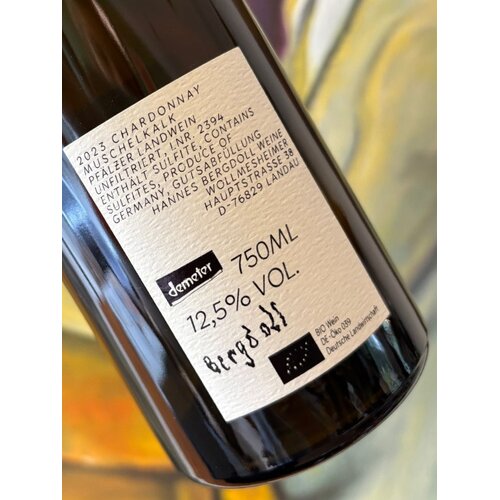 2023 CHARDONNAY
MUSCHELKALK
PFÄLZER LANDWEIN
UNFILTRIERT I.NR. 2394
ENTHÄLT SULFITE, CONTAINS
SULFITES, PRODUCE OF
GERMANY, GUTSABFÜLLUNG
HANNES BERGDOLL WEINE
WOLLMESHEIMER
HAUPTSTRASSE 38
D-76829 LANDAU
demeter 750ML
12,5% VOL.
Bergdoll
BIO Wein
DE-Öko 039
Deutsche Landwirtschaft